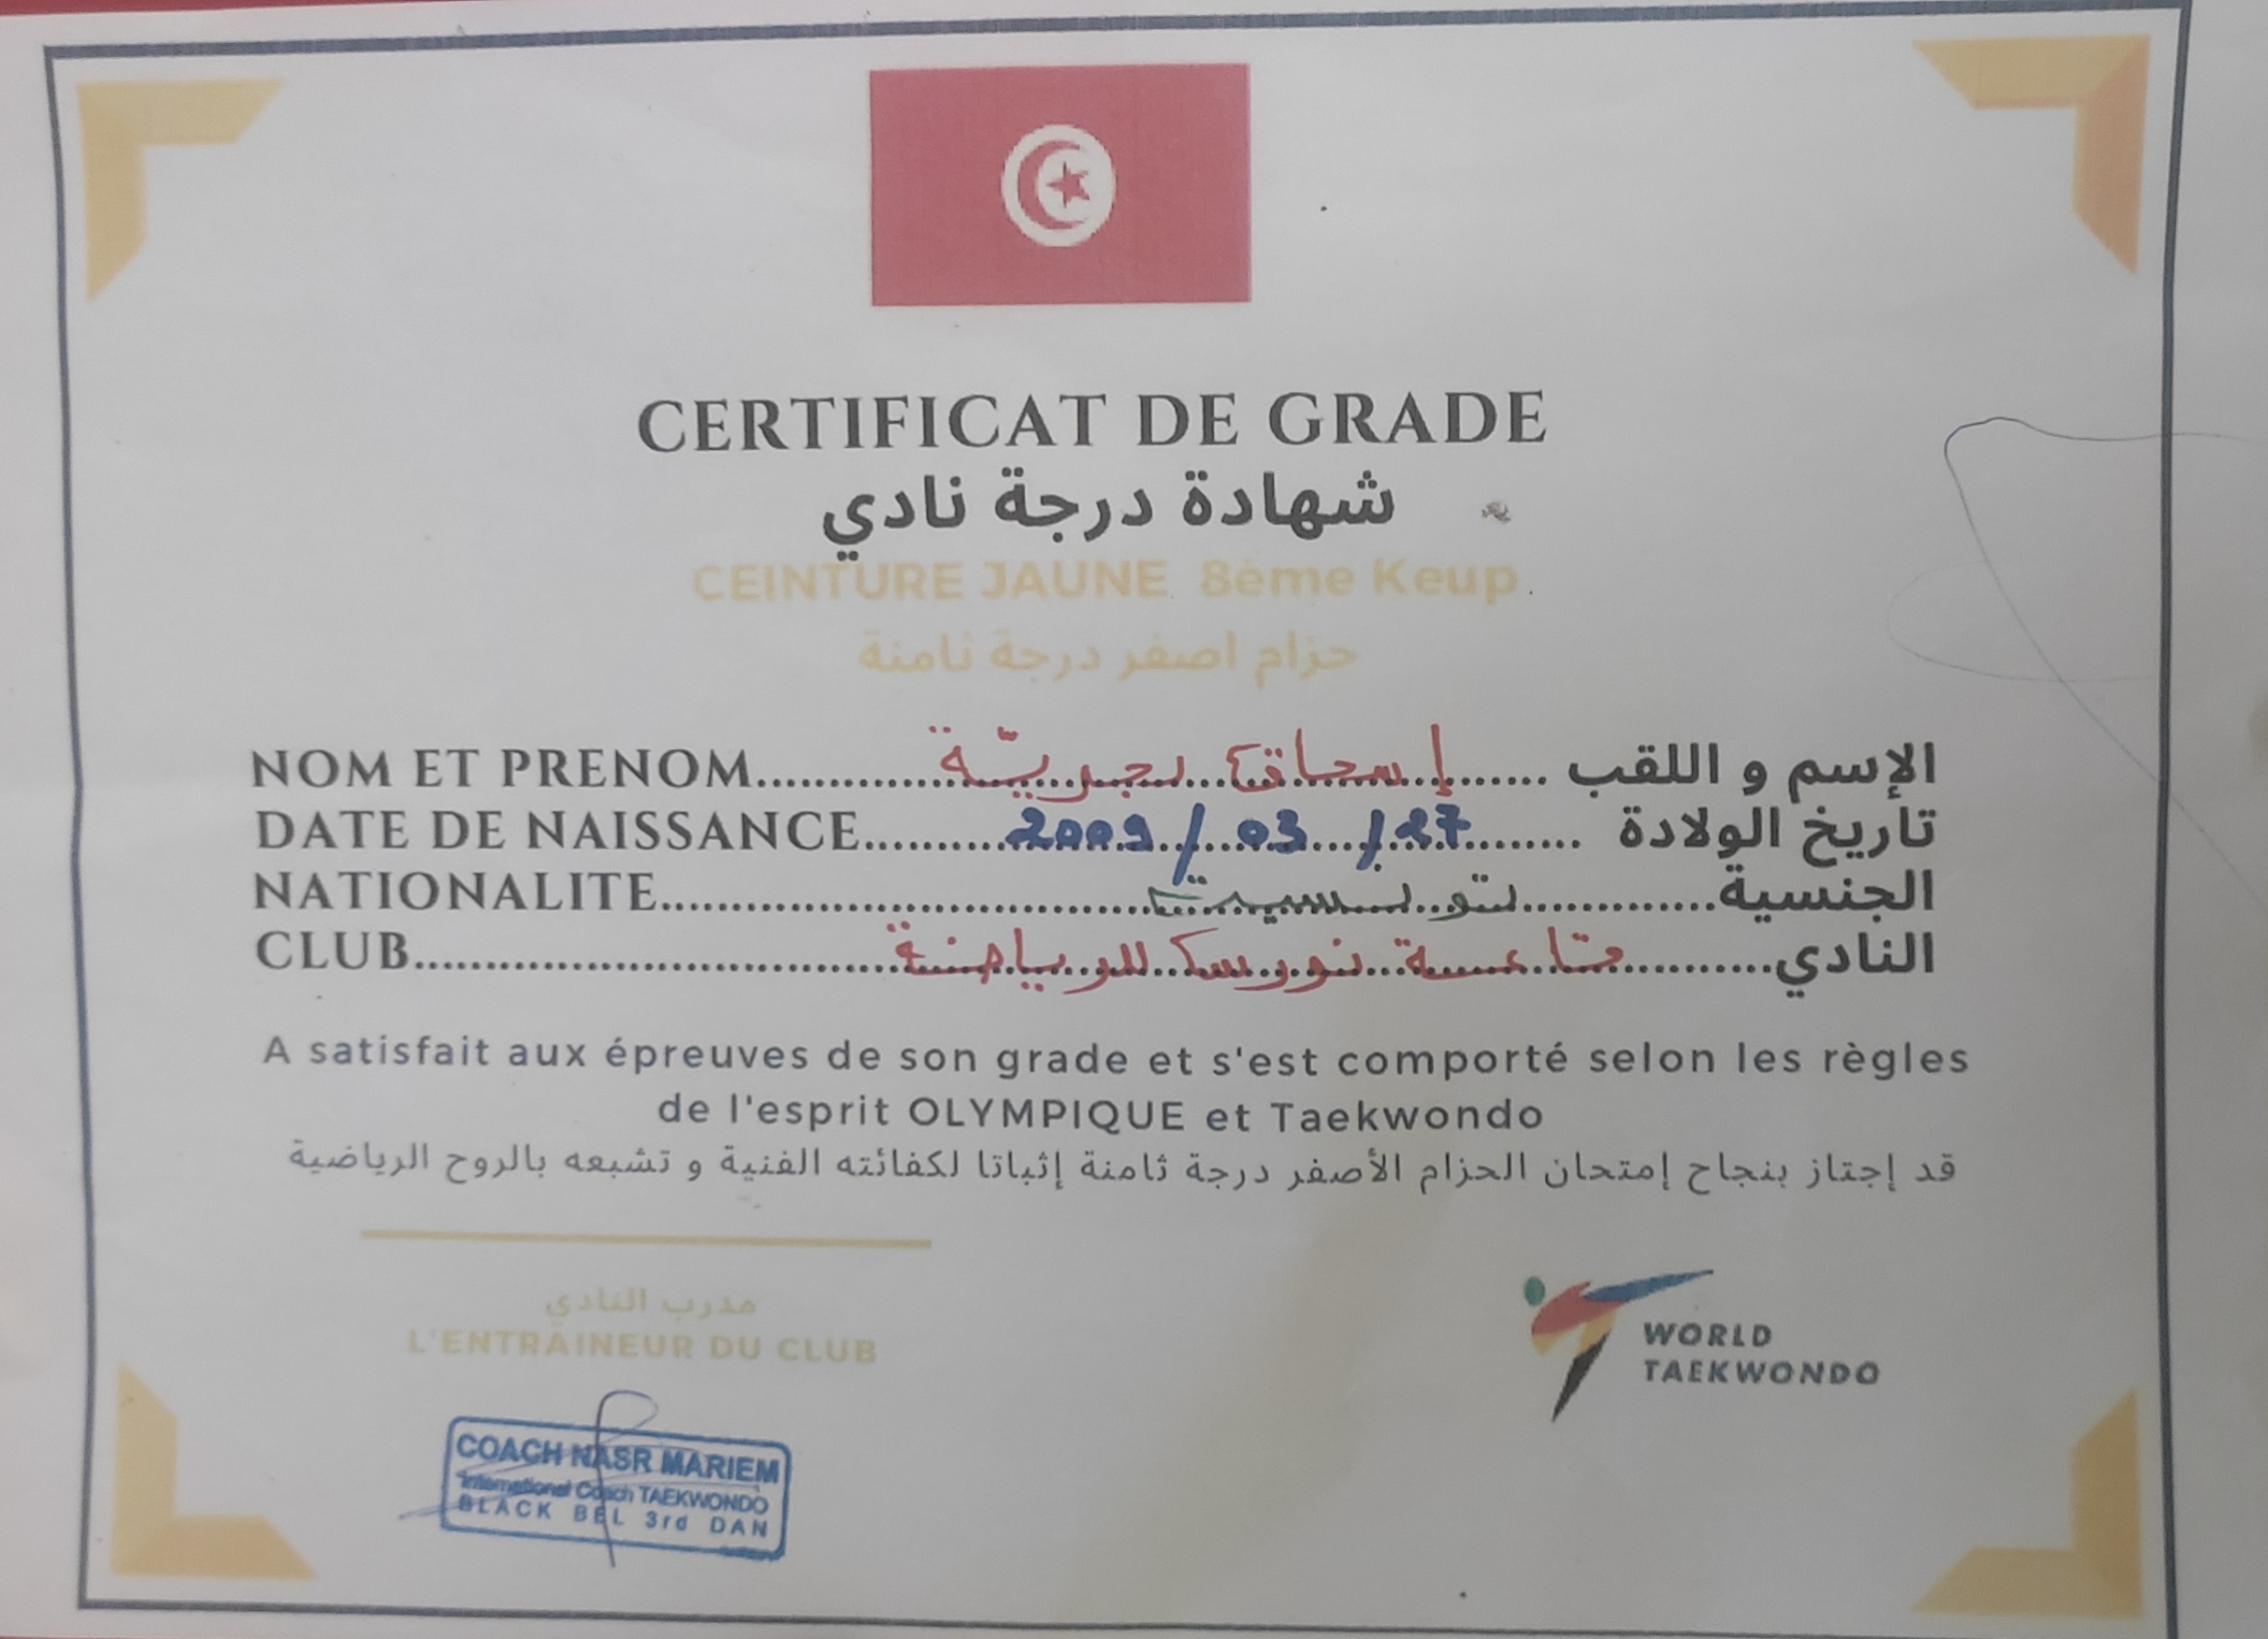 CERTIFICAT DE GRADE
شهادة درجة نادي
CEINTURE JAUNE 8ème Keup
حزام اصفر درجة ثامنة
NOM ET PRENOM.............. إسحاق ............ الإسم و اللقب
DATE DE NAISSANCE.......... 2009 / 03 / 27 ........ تاريخ الولادة
NATIONALITE.............................. تونسية ............ الجنسية
CLUB.............................. قاعة نورس للرياضة .......... النادي
A satisfait aux épreuves de son grade et s'est comporté selon les règles
de l'esprit OLYMPIQUE et Taekwondo
قد إجتاز بنجاح إمتحان الحزام الأصفر درجة ثامنة إثباتا لكفائته الفنية و تشبعه بالروح الرياضية
مدرب النادي
L'ENTRAINEUR DU CLUB
COACH NASR MARIEM
International Coach TAEKWONDO
BLACK BEL 3rd DAN
WORLD
TAEKWONDO